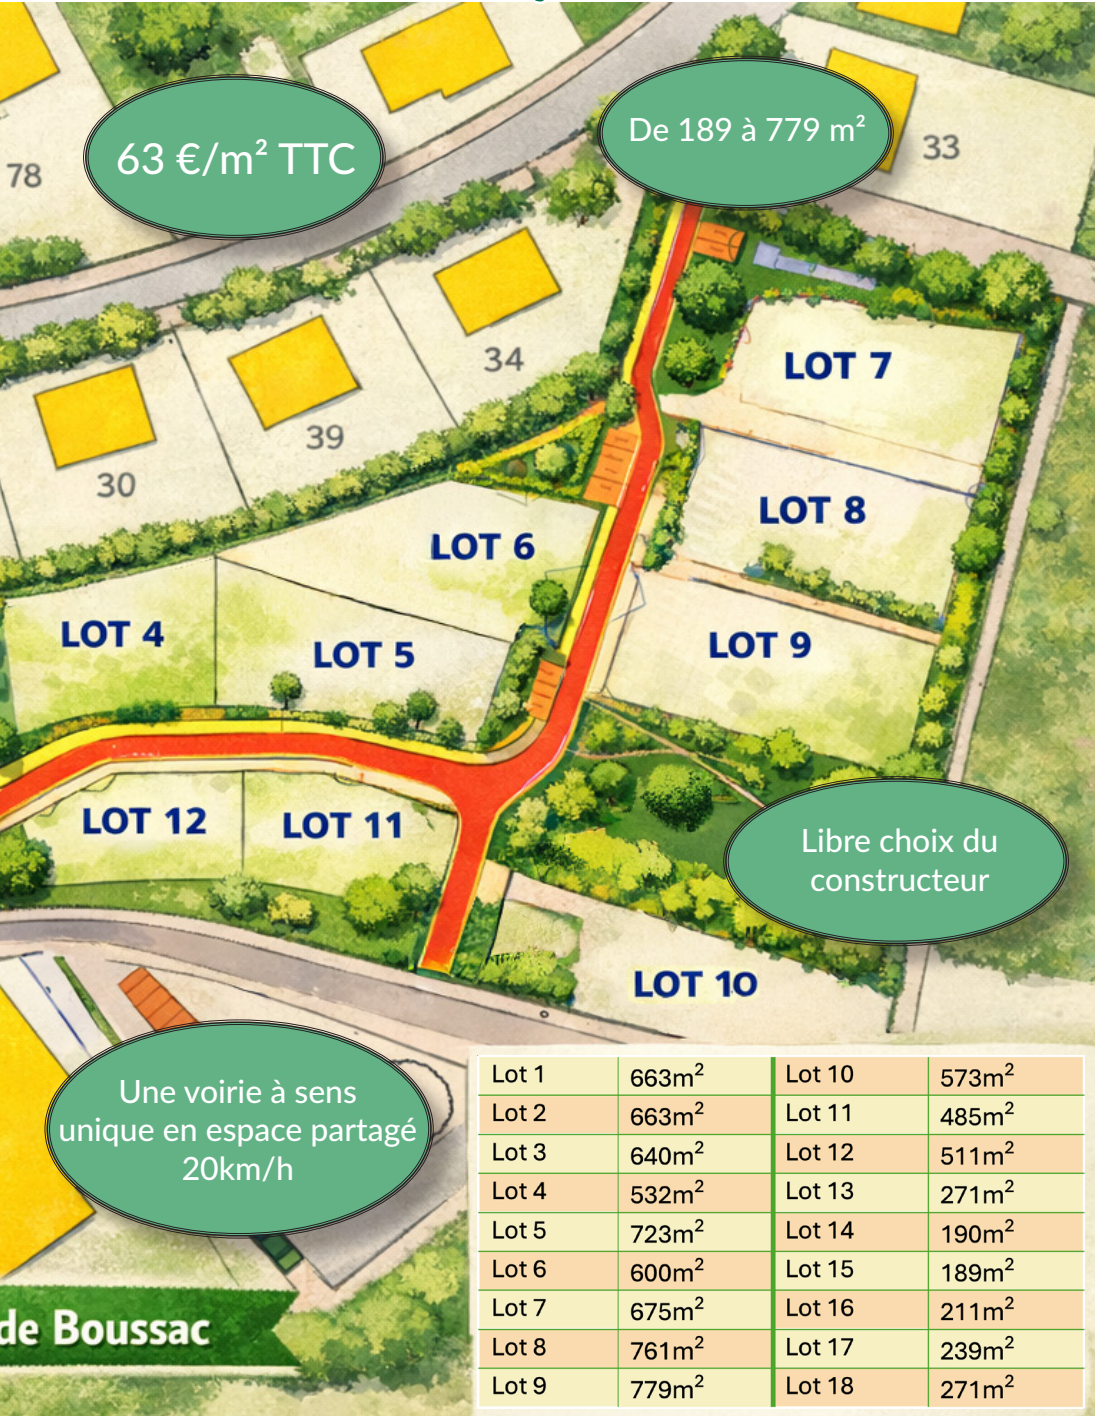 63 €/m² TTC
De 189 à 779 m²
78
33
34
39
30
LOT 7
LOT 8
LOT 6
LOT 4
LOT 5
LOT 9
LOT 12
LOT 11
Libre choix du
constructeur
LOT 10
Une voirie à sens
unique en espace partagé
20km/h
de Boussac
Lot 1 663m² Lot 10 573m²
Lot 2 663m² Lot 11 485m²
Lot 3 640m² Lot 12 511m²
Lot 4 532m² Lot 13 271m²
Lot 5 723m² Lot 14 190m²
Lot 6 600m² Lot 15 189m²
Lot 7 675m² Lot 16 211m²
Lot 8 761m² Lot 17 239m²
Lot 9 779m² Lot 18 271m²